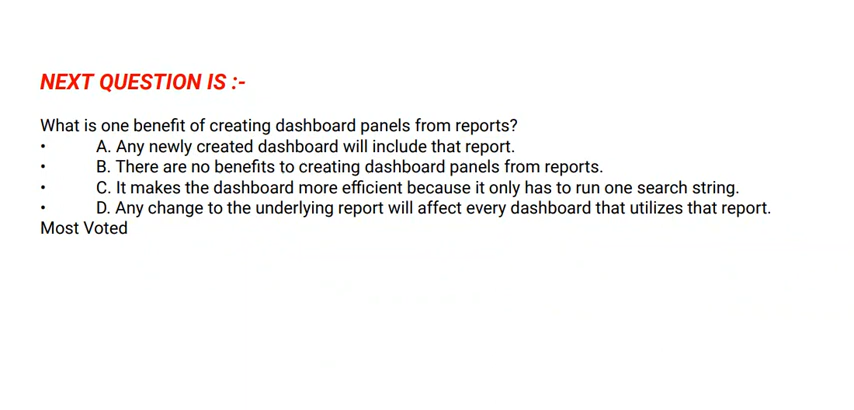 NEXT QUESTION IS :-
What is one benefit of creating dashboard panels from reports?
• A. Any newly created dashboard will include that report.
• B. There are no benefits to creating dashboard panels from reports.
• C. It makes the dashboard more efficient because it only has to run one search string.
• D. Any change to the underlying report will affect every dashboard that utilizes that report.
Most Voted